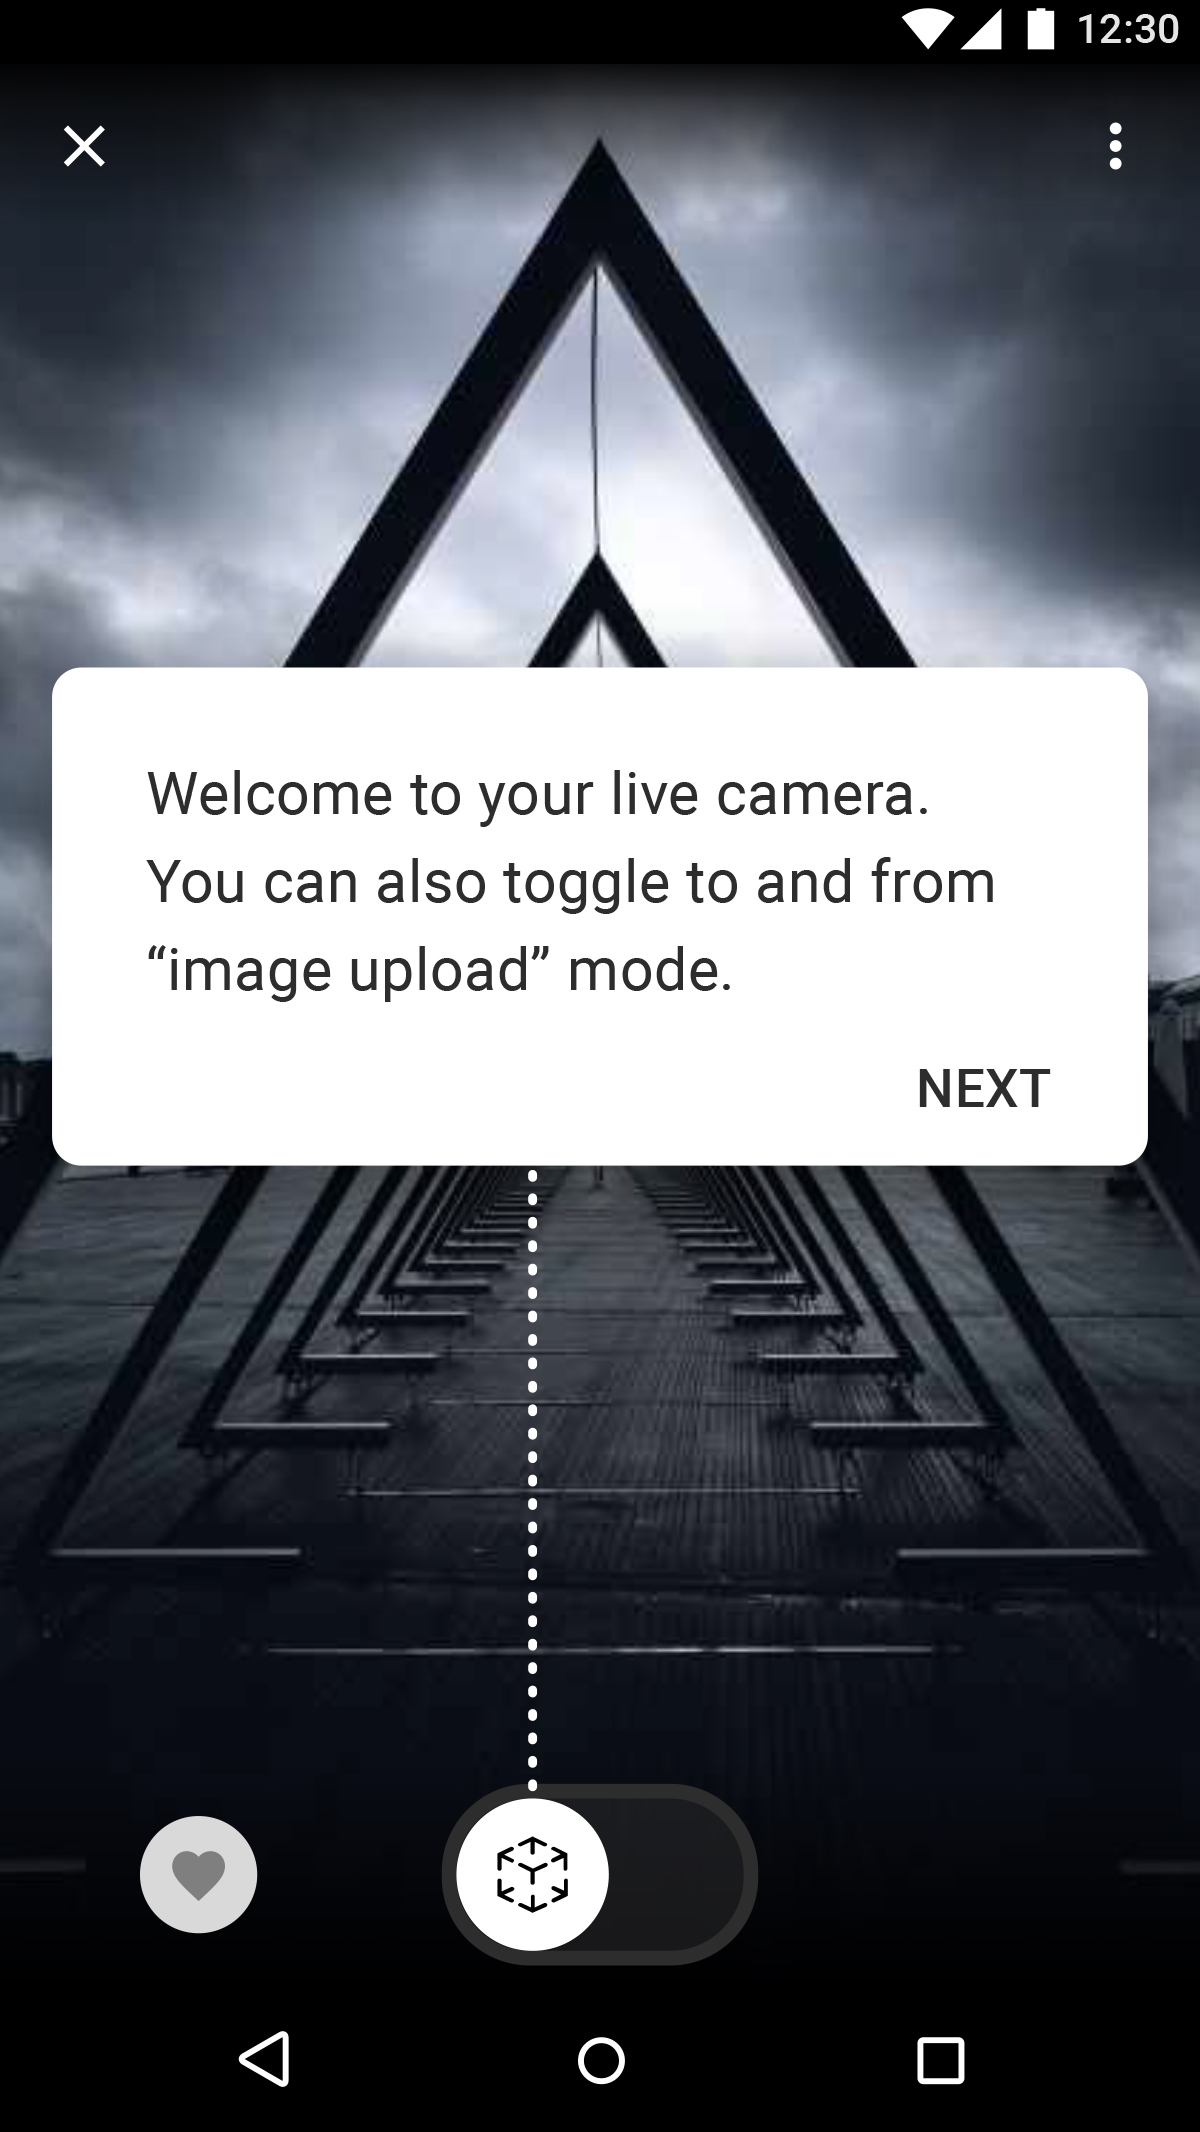 12:30
Welcome to your live camera.
You can also toggle to and from
“image upload” mode.
NEXT